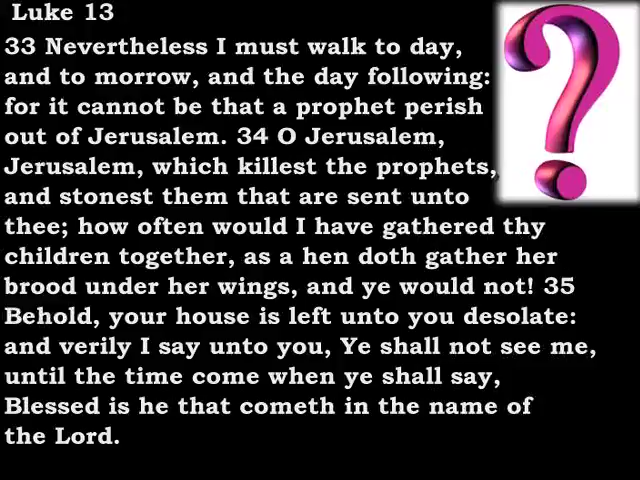 Luke 13
33 Nevertheless I must walk to day,
and to morrow, and the day following:
for it cannot be that a prophet perish
out of Jerusalem. 34 O Jerusalem,
Jerusalem, which killest the prophets,
and stonest them that are sent unto
thee; how often would I have gathered thy
children together, as a hen doth gather her
brood under her wings, and ye would not! 35
Behold, your house is left unto you desolate:
and verily I say unto you, Ye shall not see me,
until the time come when ye shall say,
Blessed is he that cometh in the name of
the Lord.
?